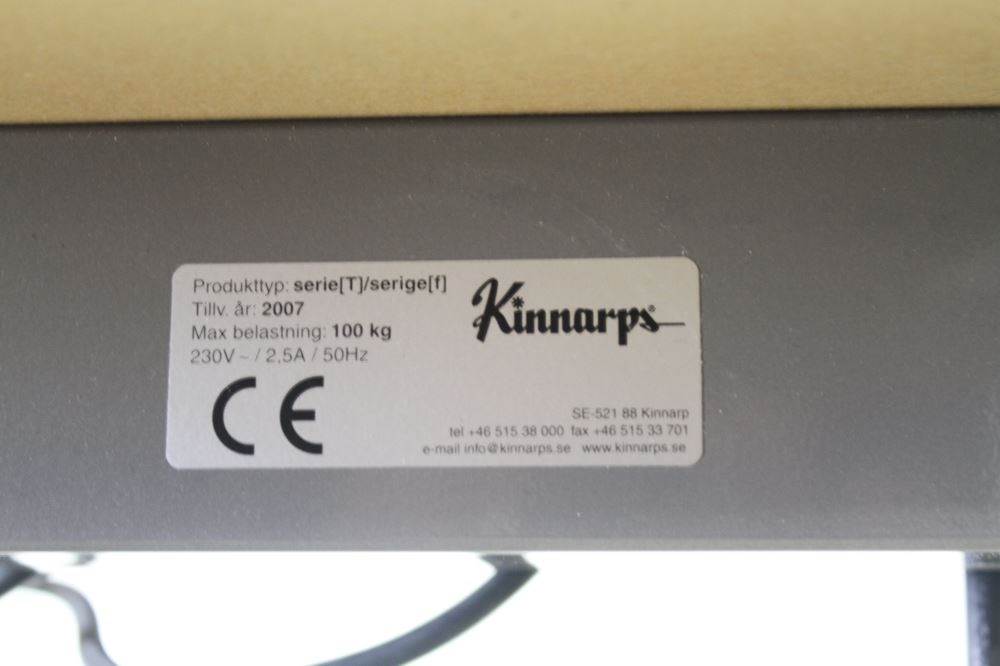 Produkttyp: serie[T]/serige[f]
Tillv. år: 2007
Max belastning: 100 kg
230V ~ / 2,5A / 50Hz
CE
Kinnarps®
SE-521 88 Kinnarp
tel +46 515 38 000 fax +46 515 33 701
e-mail info@kinnarps.se www.kinnarps.se